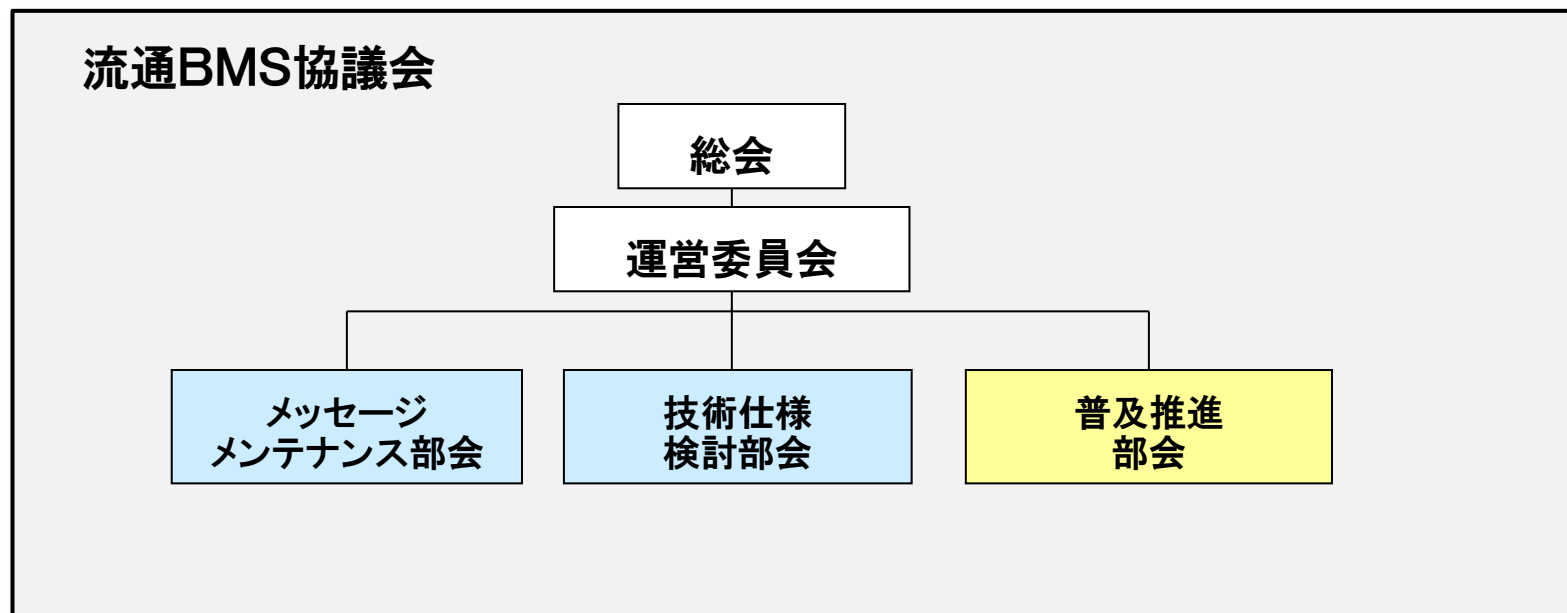 流通BMS協議会
総会
運営委員会
メッセージ
メンテナンス部会
技術仕様
検討部会
普及推進
部会